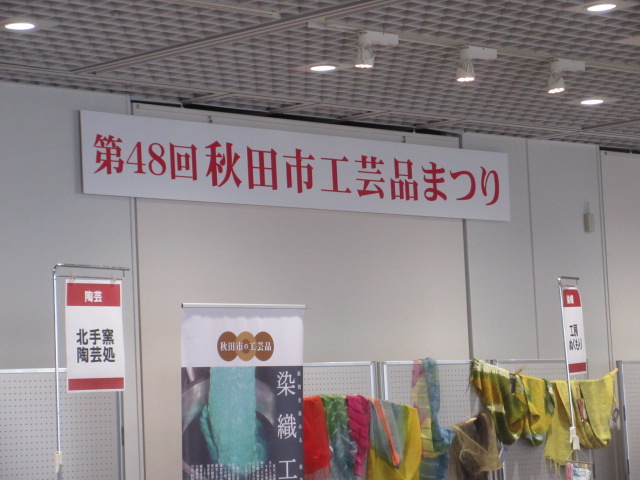 第48回秋田市工芸品まつり
陶芸
北手窯
陶芸処
秋田市の工芸品
染織工
工房